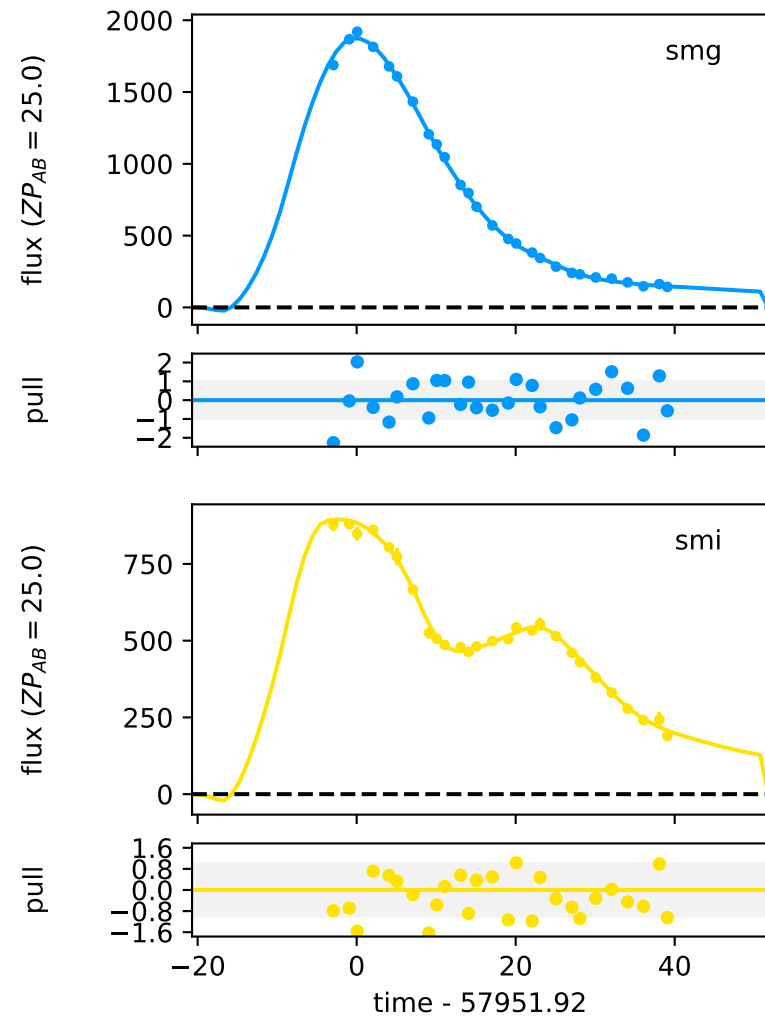 2000
smg
1500
1000
500
0
flux (ZP_AB = 25.0)
2
1
0
−1
−2
pull
smi
750
500
250
0
flux (ZP_AB = 25.0)
1.6
0.8
0.0
−0.8
−1.6
pull
−20 0 20 40
time - 57951.92